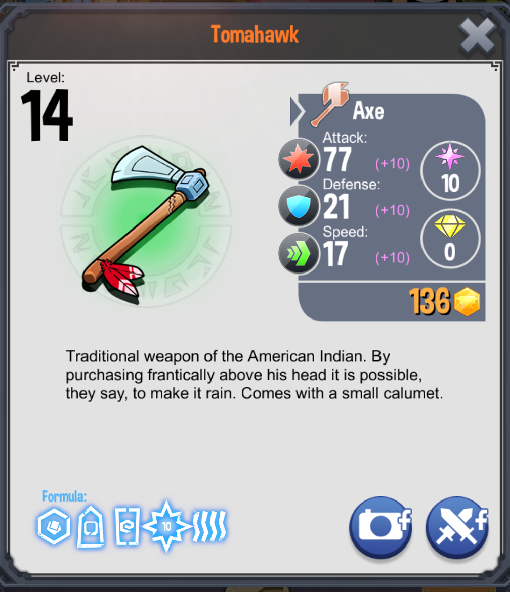 Tomahawk
Level:
14
Axe
Attack:
77 (+10)
10
Defense:
21 (+10)
Speed:
17 (+10)
0
136
Traditional weapon of the American Indian. By
purchasing frantically above his head it is possible,
they say, to make it rain. Comes with a small calumet.
Formula:
10
f
f